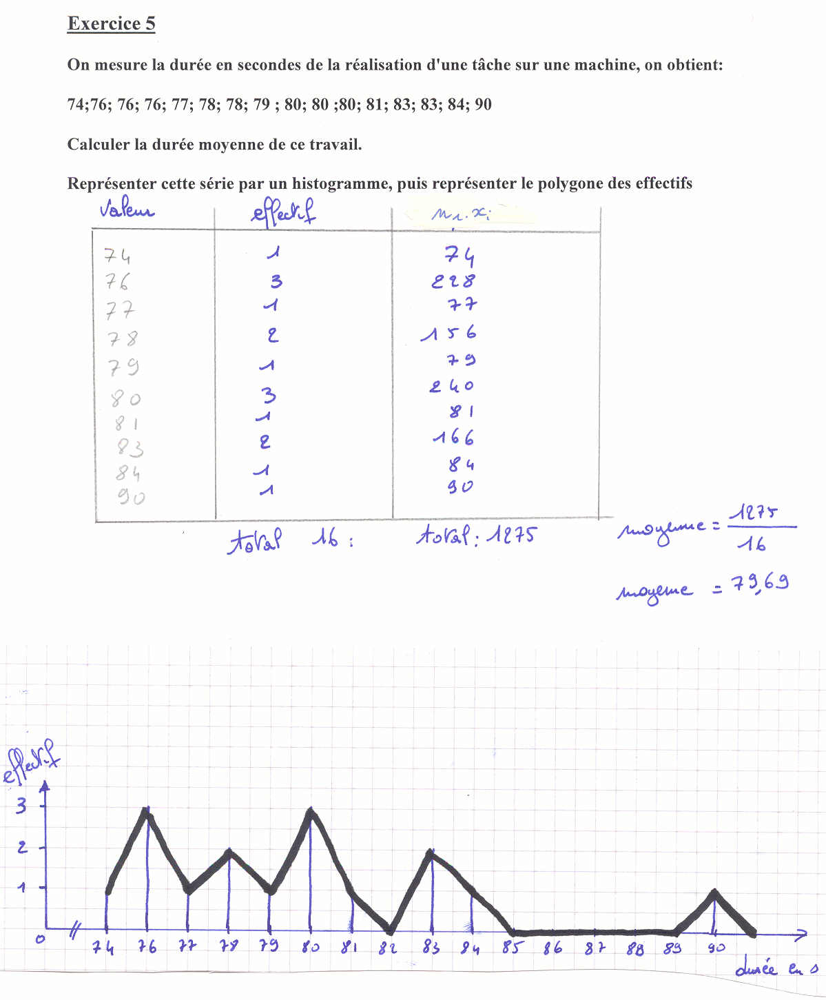 Exercice 5
On mesure la durée en secondes de la réalisation d'une tâche sur une machine, on obtient:
74;76; 76; 76; 77; 78; 78; 79 ; 80; 80 ;80; 81; 83; 83; 84; 90
Calculer la durée moyenne de ce travail.
Représenter cette série par un histogramme, puis représenter le polygone des effectifs
Valeur effectif ni.xi
74 1 74
76 3 228
77 1 77
78 2 156
79 1 79
80 3 240
81 1 81
83 2 166
84 1 84
90 1 90
total 16 : total : 1275
moyenne = 1275
16
moyenne = 79,69
effectif
3
2
1
0 74 76 77 78 79 80 81 82 83 84 85 86 87 88 89 90
durée en s